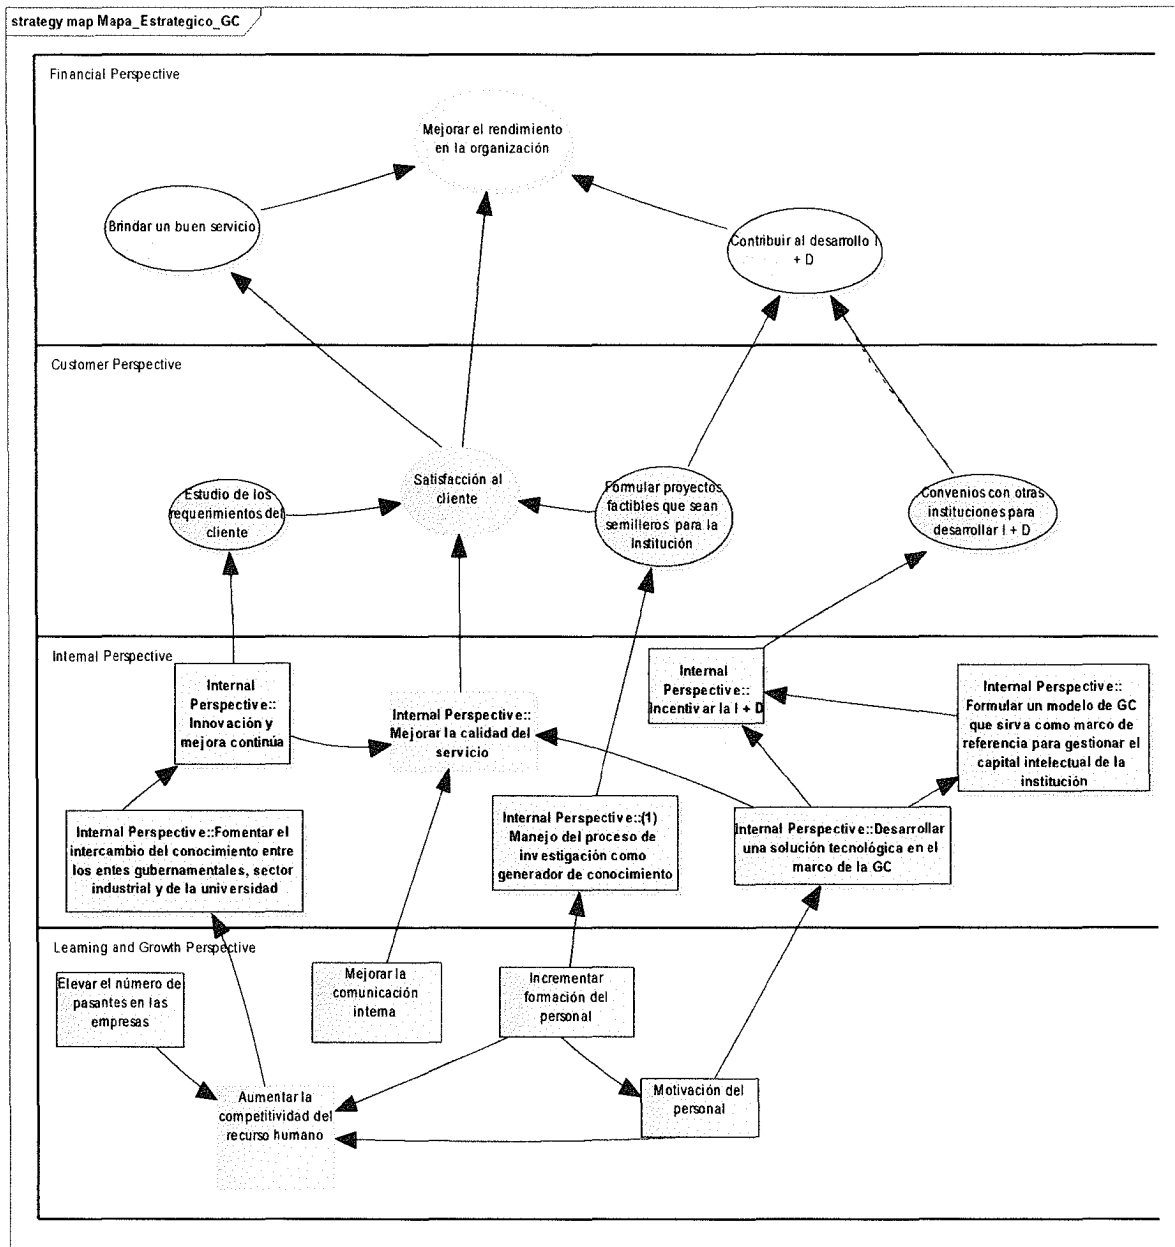 strategy map Mapa_Estrategico_GC
Financial Perspective
Mejorar el rendimiento
en la organización
Brindar un buen servicio
Contribuir al desarrollo I
+ D
Customer Perspective
Estudio de los
requerimientos del
cliente
Satisfacción al
cliente
Formular proyectos
factibles que sean
semilleros para la
Institución
Convenios con otras
instituciones para
desarrollar I + D
Internal Perspective
Internal
Perspective::
Innovación y
mejora continúa
Internal Perspective::
Mejorar la calidad del
servicio
Internal
Perspective::
Incentivar la I + D
Internal Perspective::
Formular un modelo de GC
que sirva como marco de
referencia para gestionar el
capital intelectual de la
institución
Internal Perspective::Fomentar el
intercambio del conocimiento entre
los entes gubernamentales, sector
industrial y de la universidad
Internal Perspective::(1)
Manejo del proceso de
investigación como
generador de conocimiento
Internal Perspective::Desarrollar
una solución tecnológica en el
marco de la GC
Learning and Growth Perspective
Elevar el número de
pasantes en las
empresas
Mejorar la
comunicación
interna
Incrementar
formación del
personal
Aumentar la
competitividad del
recurso humano
Motivación del
personal